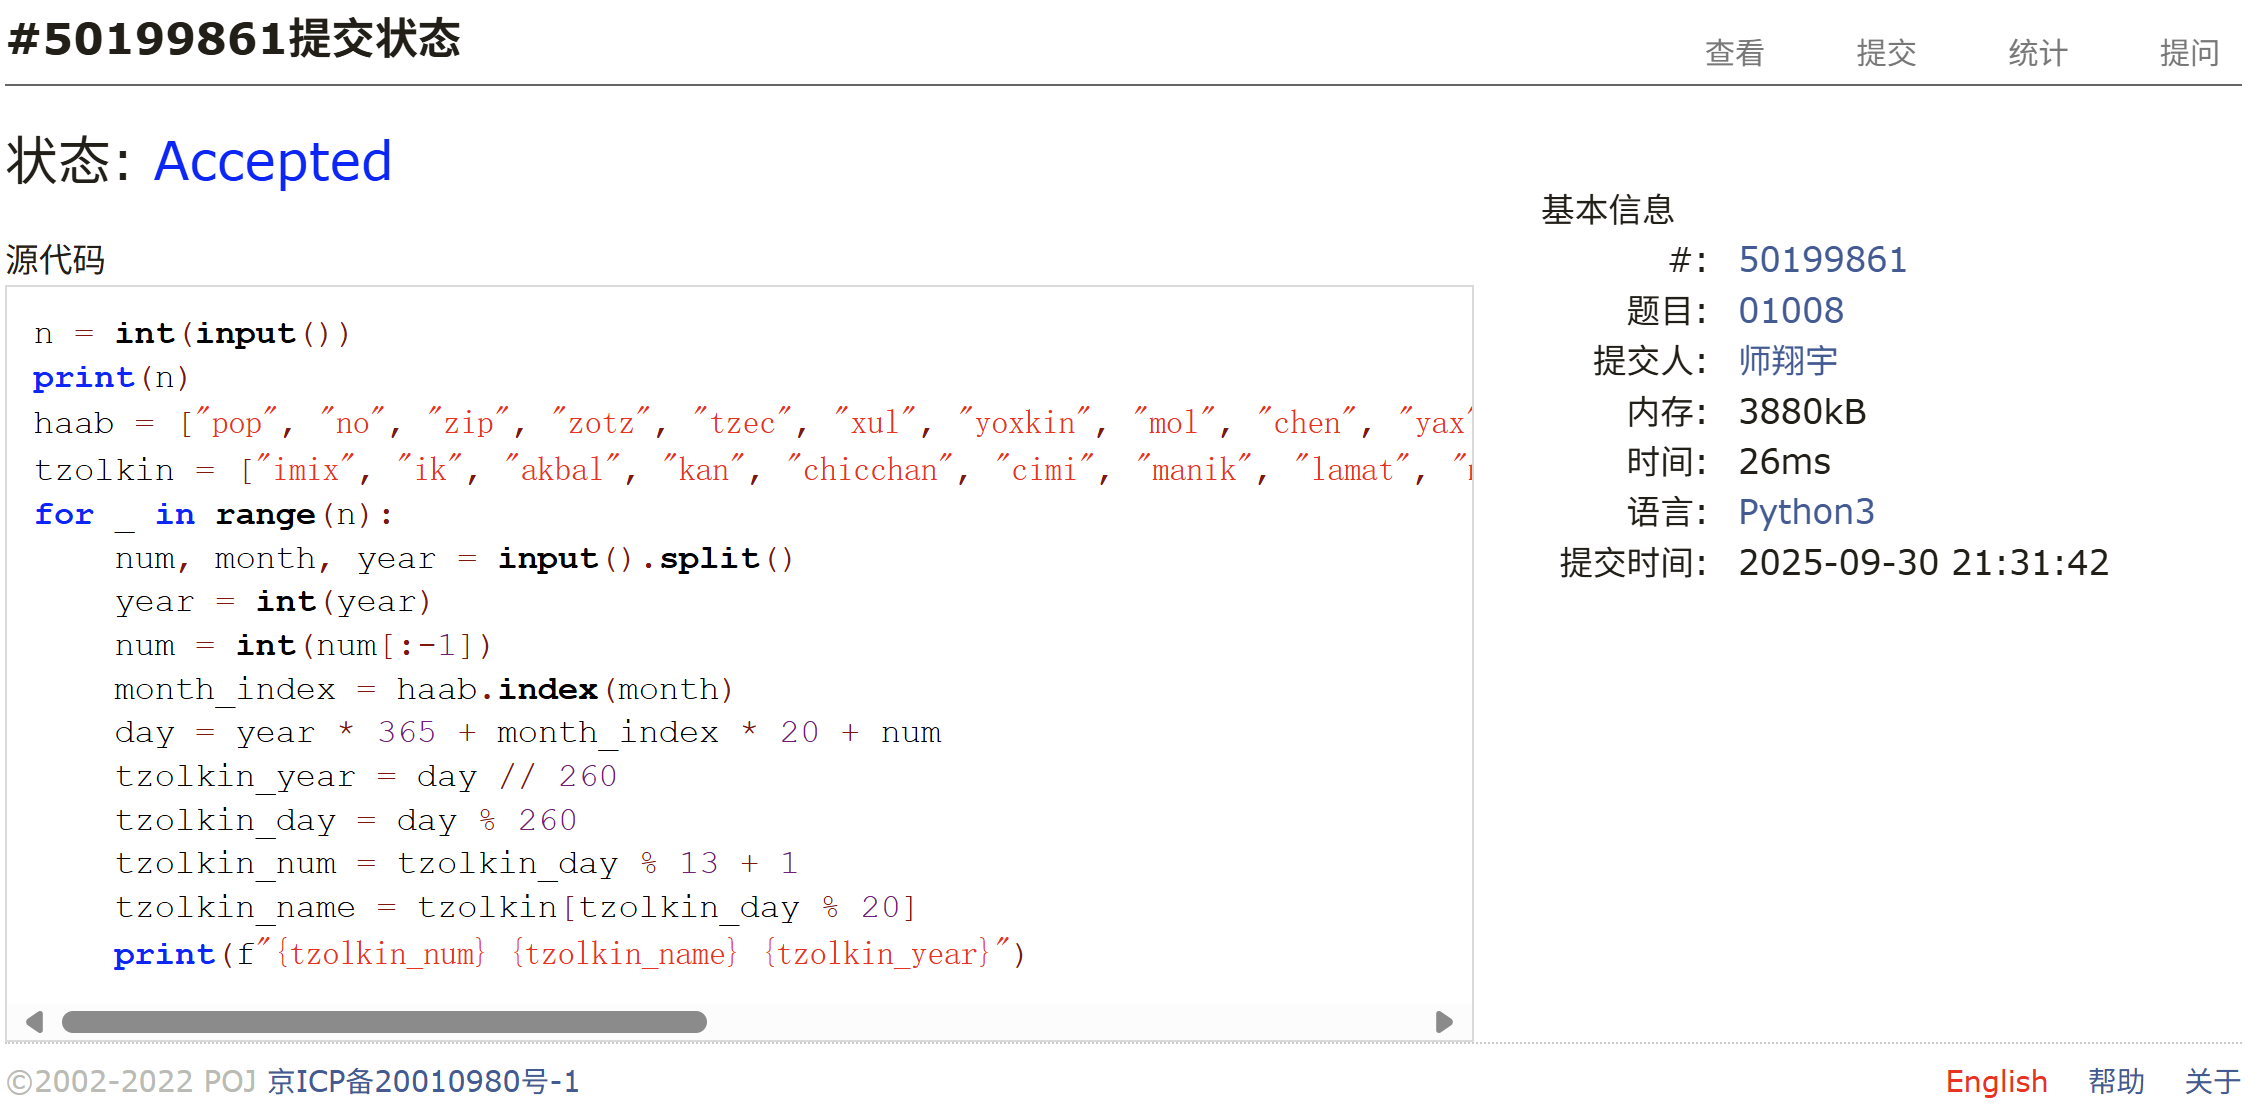 #50199861提交状态
查看 提交 统计 提问
状态: Accepted
源代码
n = int(input())
print(n)
haab = ["pop", "no", "zip", "zotz", "tzec", "xul", "yoxkin", "mol", "chen", "yax"
tzolkin = ["imix", "ik", "akbal", "kan", "chicchan", "cimi", "manik", "lamat", "
for _ in range(n):
    num, month, year = input().split()
    year = int(year)
    num = int(num[:-1])
    month_index = haab.index(month)
    day = year * 365 + month_index * 20 + num
    tzolkin_year = day // 260
    tzolkin_day = day % 260
    tzolkin_num = tzolkin_day % 13 + 1
    tzolkin_name = tzolkin[tzolkin_day % 20]
    print(f"{tzolkin_num} {tzolkin_name} {tzolkin_year}")
基本信息
#: 50199861
题目: 01008
提交人: 师翔宇
内存: 3880kB
时间: 26ms
语言: Python3
提交时间: 2025-09-30 21:31:42
©2002-2022 POJ 京ICP备20010980号-1
English 帮助 关于